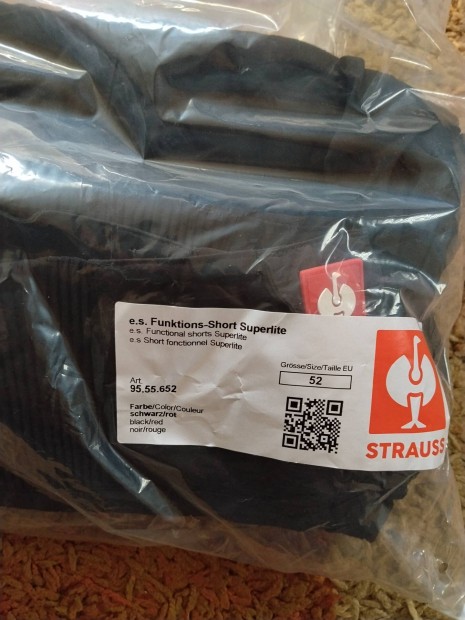 e.s. Funktions-Short Superlite
e.s. Functional shorts Superlite
e.s Short fonctionnel Superlite
Grösse/Size/Taille EU
52
Art.
95.55.652
Farbe/Color/Couleur
schwarz/rot
black/red
noir/rouge
STRAUSS